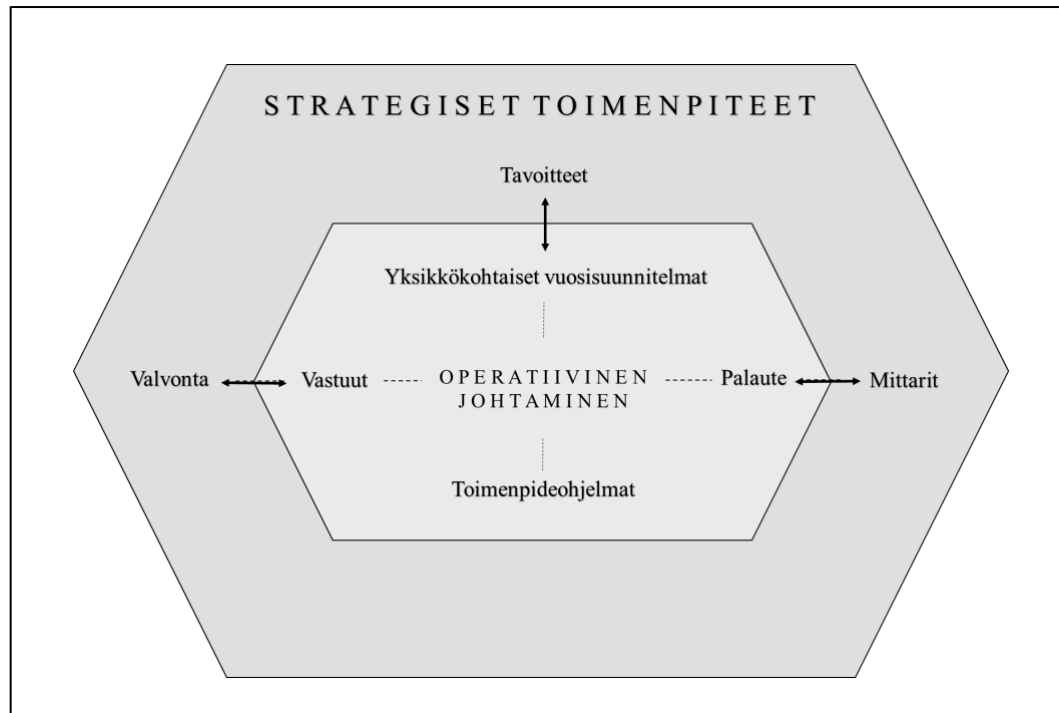 STRATEGISET TOIMENPITEET
Tavoitteet
Yksikkökohtaiset vuosisuunnitelmat
Valvonta
Vastuut
OPERATIIVINEN
JOHTAMINEN
Palaute
Mittarit
Toimenpideohjelmat